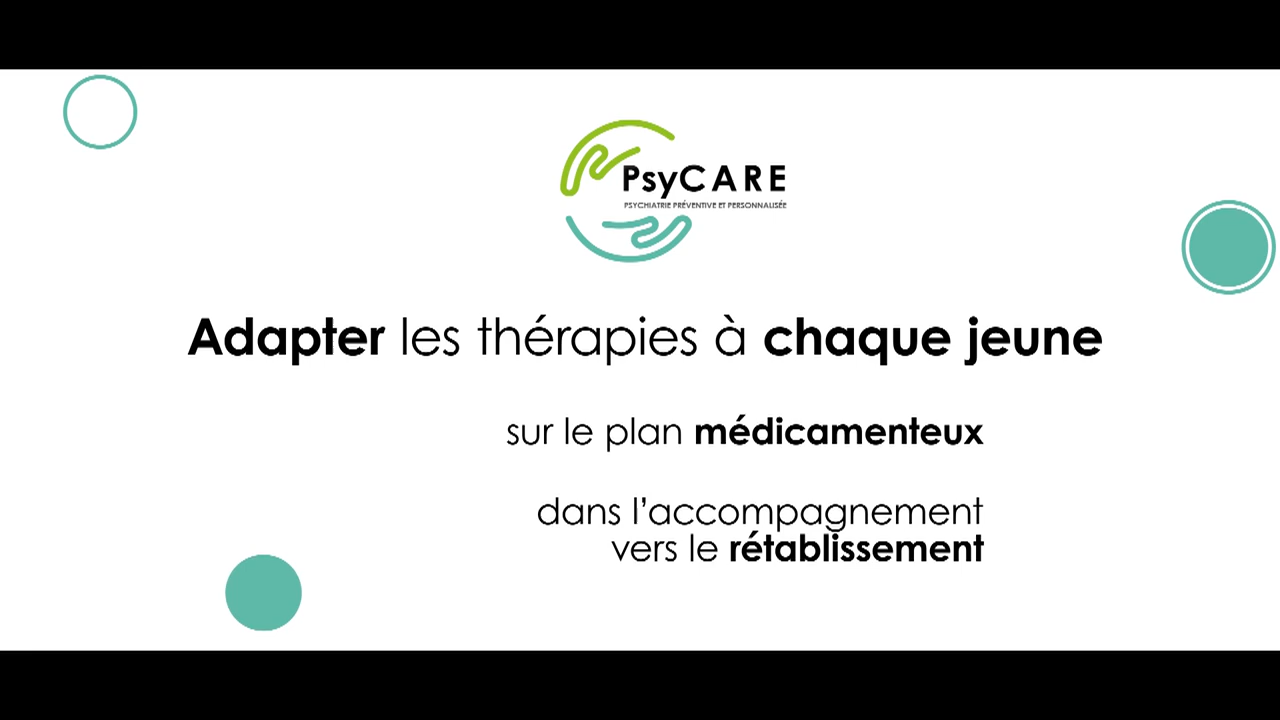 PsyCARE
PSYCHIATRIE PRÉVENTIVE ET PERSONNALISÉE
Adapter les thérapies à chaque jeune
sur le plan médicamenteux
dans l’accompagnement
vers le rétablissement